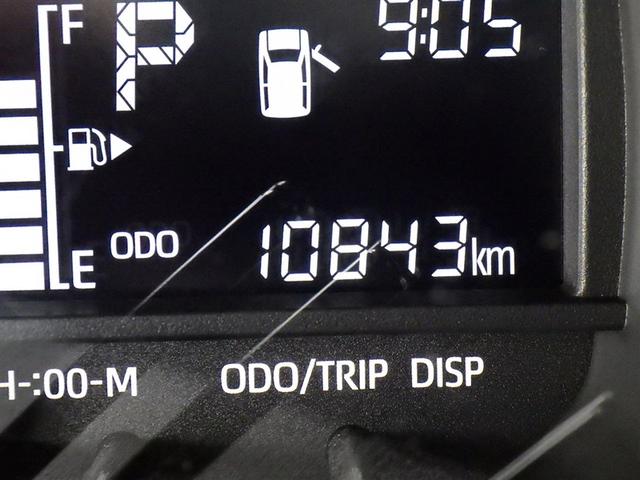 F
P
9:05
E
ODO 10843km
H-:00-M
ODO/TRIP DISP